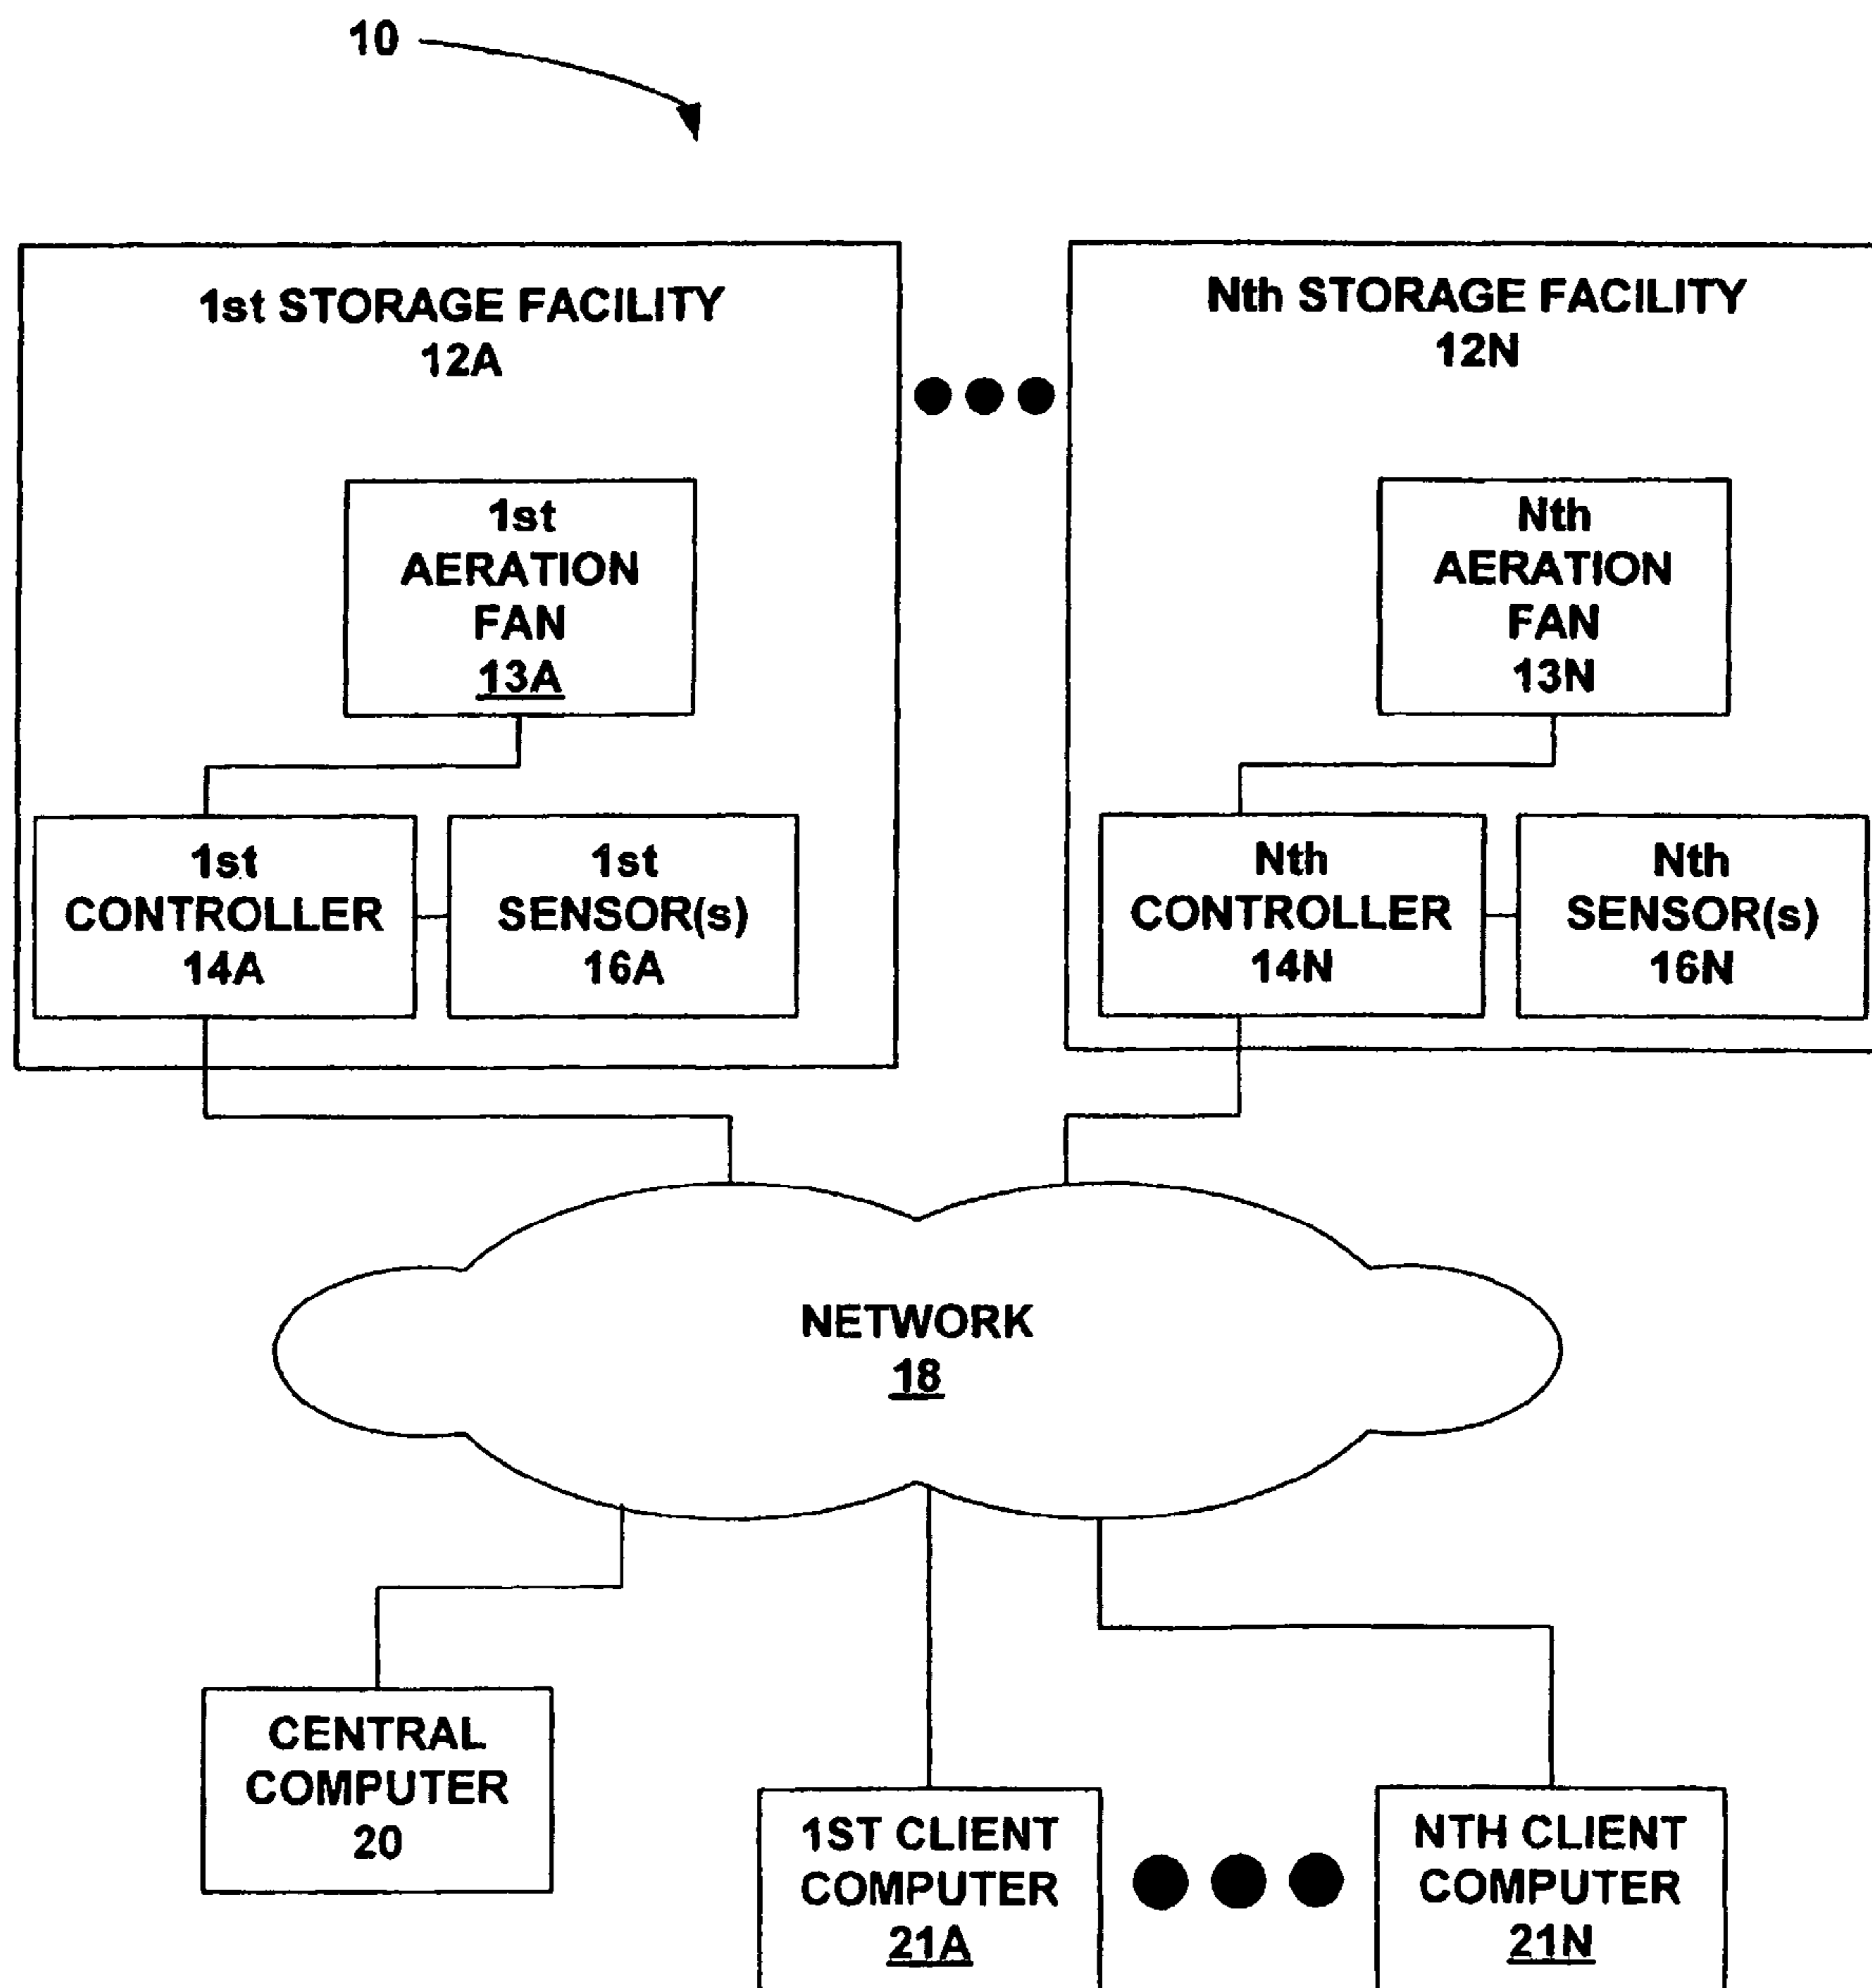 10
1st STORAGE FACILITY
12A
Nth STORAGE FACILITY
12N
1st
AERATION
FAN
13A
Nth
AERATION
FAN
13N
1st
CONTROLLER
14A
1st
SENSOR(s)
16A
Nth
CONTROLLER
14N
Nth
SENSOR(s)
16N
NETWORK
18
CENTRAL
COMPUTER
20
1ST CLIENT
COMPUTER
21A
NTH CLIENT
COMPUTER
21N